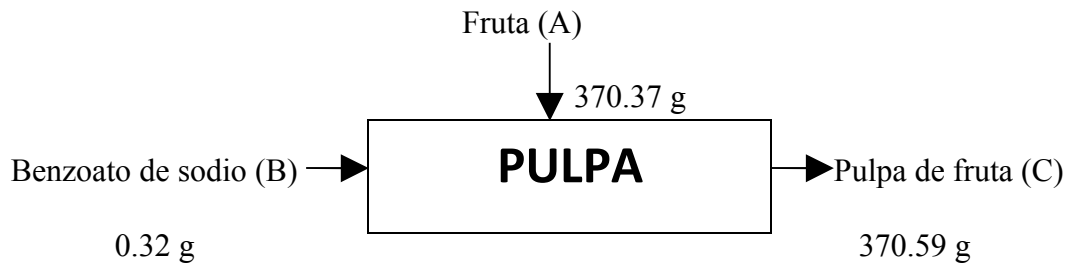 Fruta (A)
370.37 g
PULPA
Benzoato de sodio (B)
Pulpa de fruta (C)
0.32 g
370.59 g